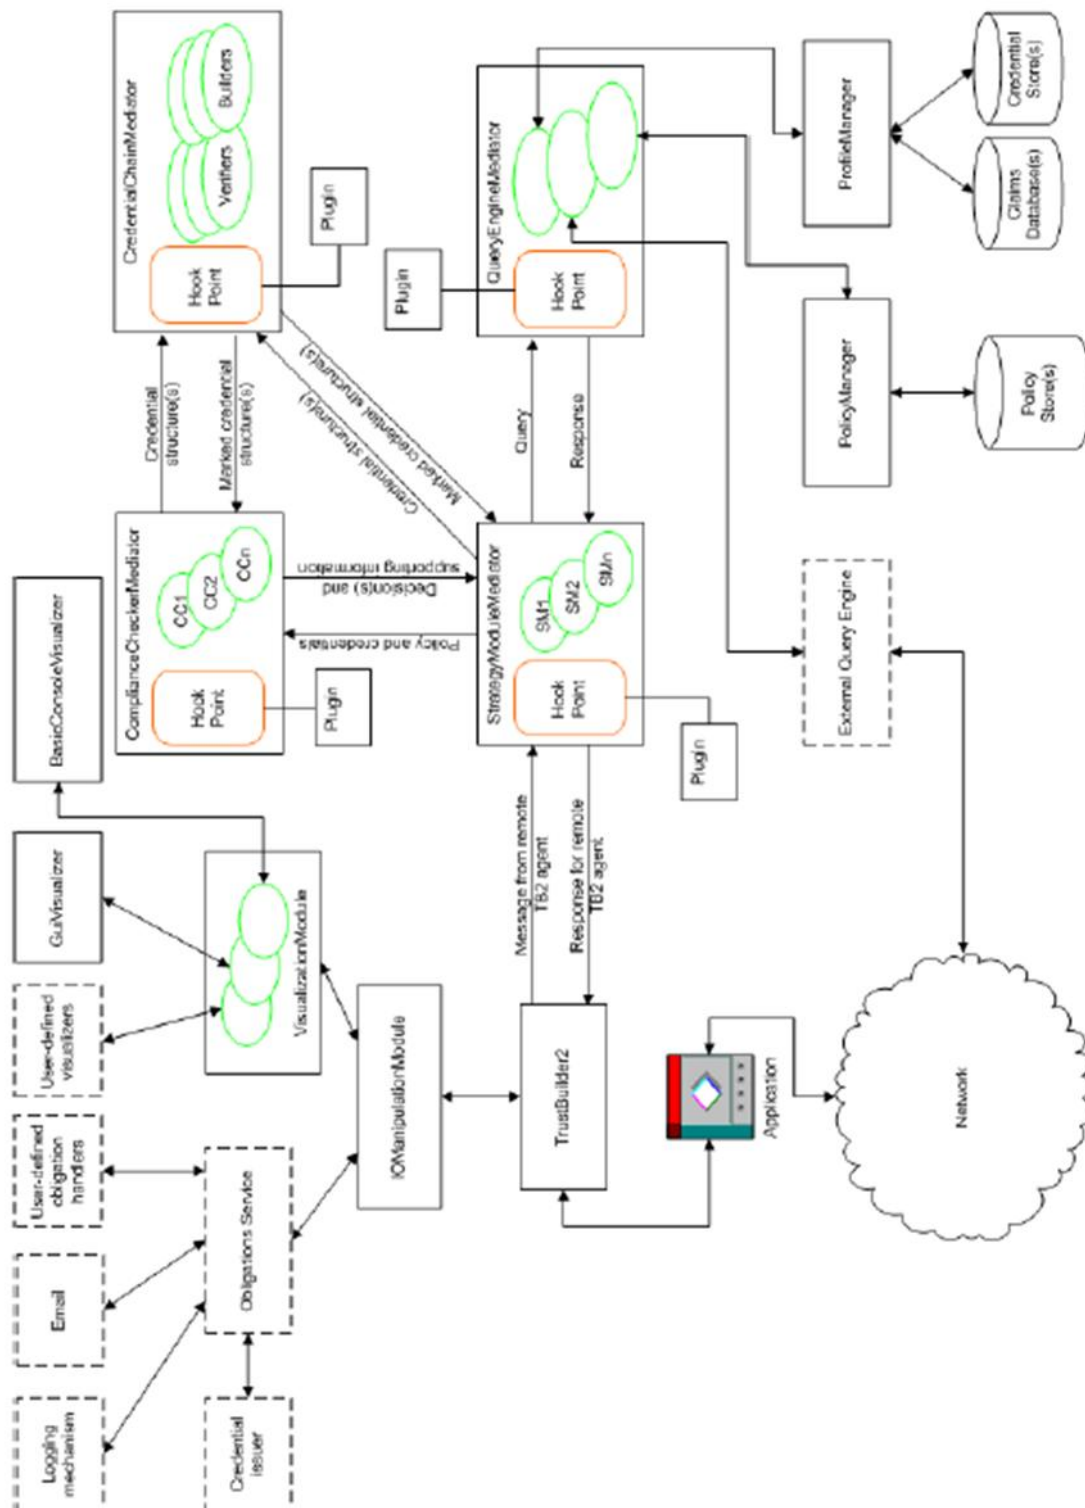 Logging
mechanism
Email
User-defined
obligation
handlers
User-defined
visualizers
GuiVisualizer
BasicConsoleVisualizer
Credential
issuer
Obligations Service
VisualizationModule
IOManipulationModule
ComplianceCheckerMediator
Hook
Point
CC1
CC2
CCn
Plugin
Credential
structure(s)
Marked credential
structure(s)
CredentialChainMediator
Hook
Point
Verifiers
Builders
Plugin
Policy and credentials
Decision(s) and
supporting information
Credential structure(s)
Marked credential structure(s)
TrustBuilder2
Message from remote
TB2 agent
Response for remote
TB2 agent
StrategyModuleMediator
Hook
Point
SM1
SM2
SMn
Plugin
Query
Response
Plugin
QueryEngineMediator
Hook
Point
Application
Network
External Query Engine
PolicyManager
Policy
Store(s)
ProfileManager
Claims
Database(s)
Credential
Store(s)